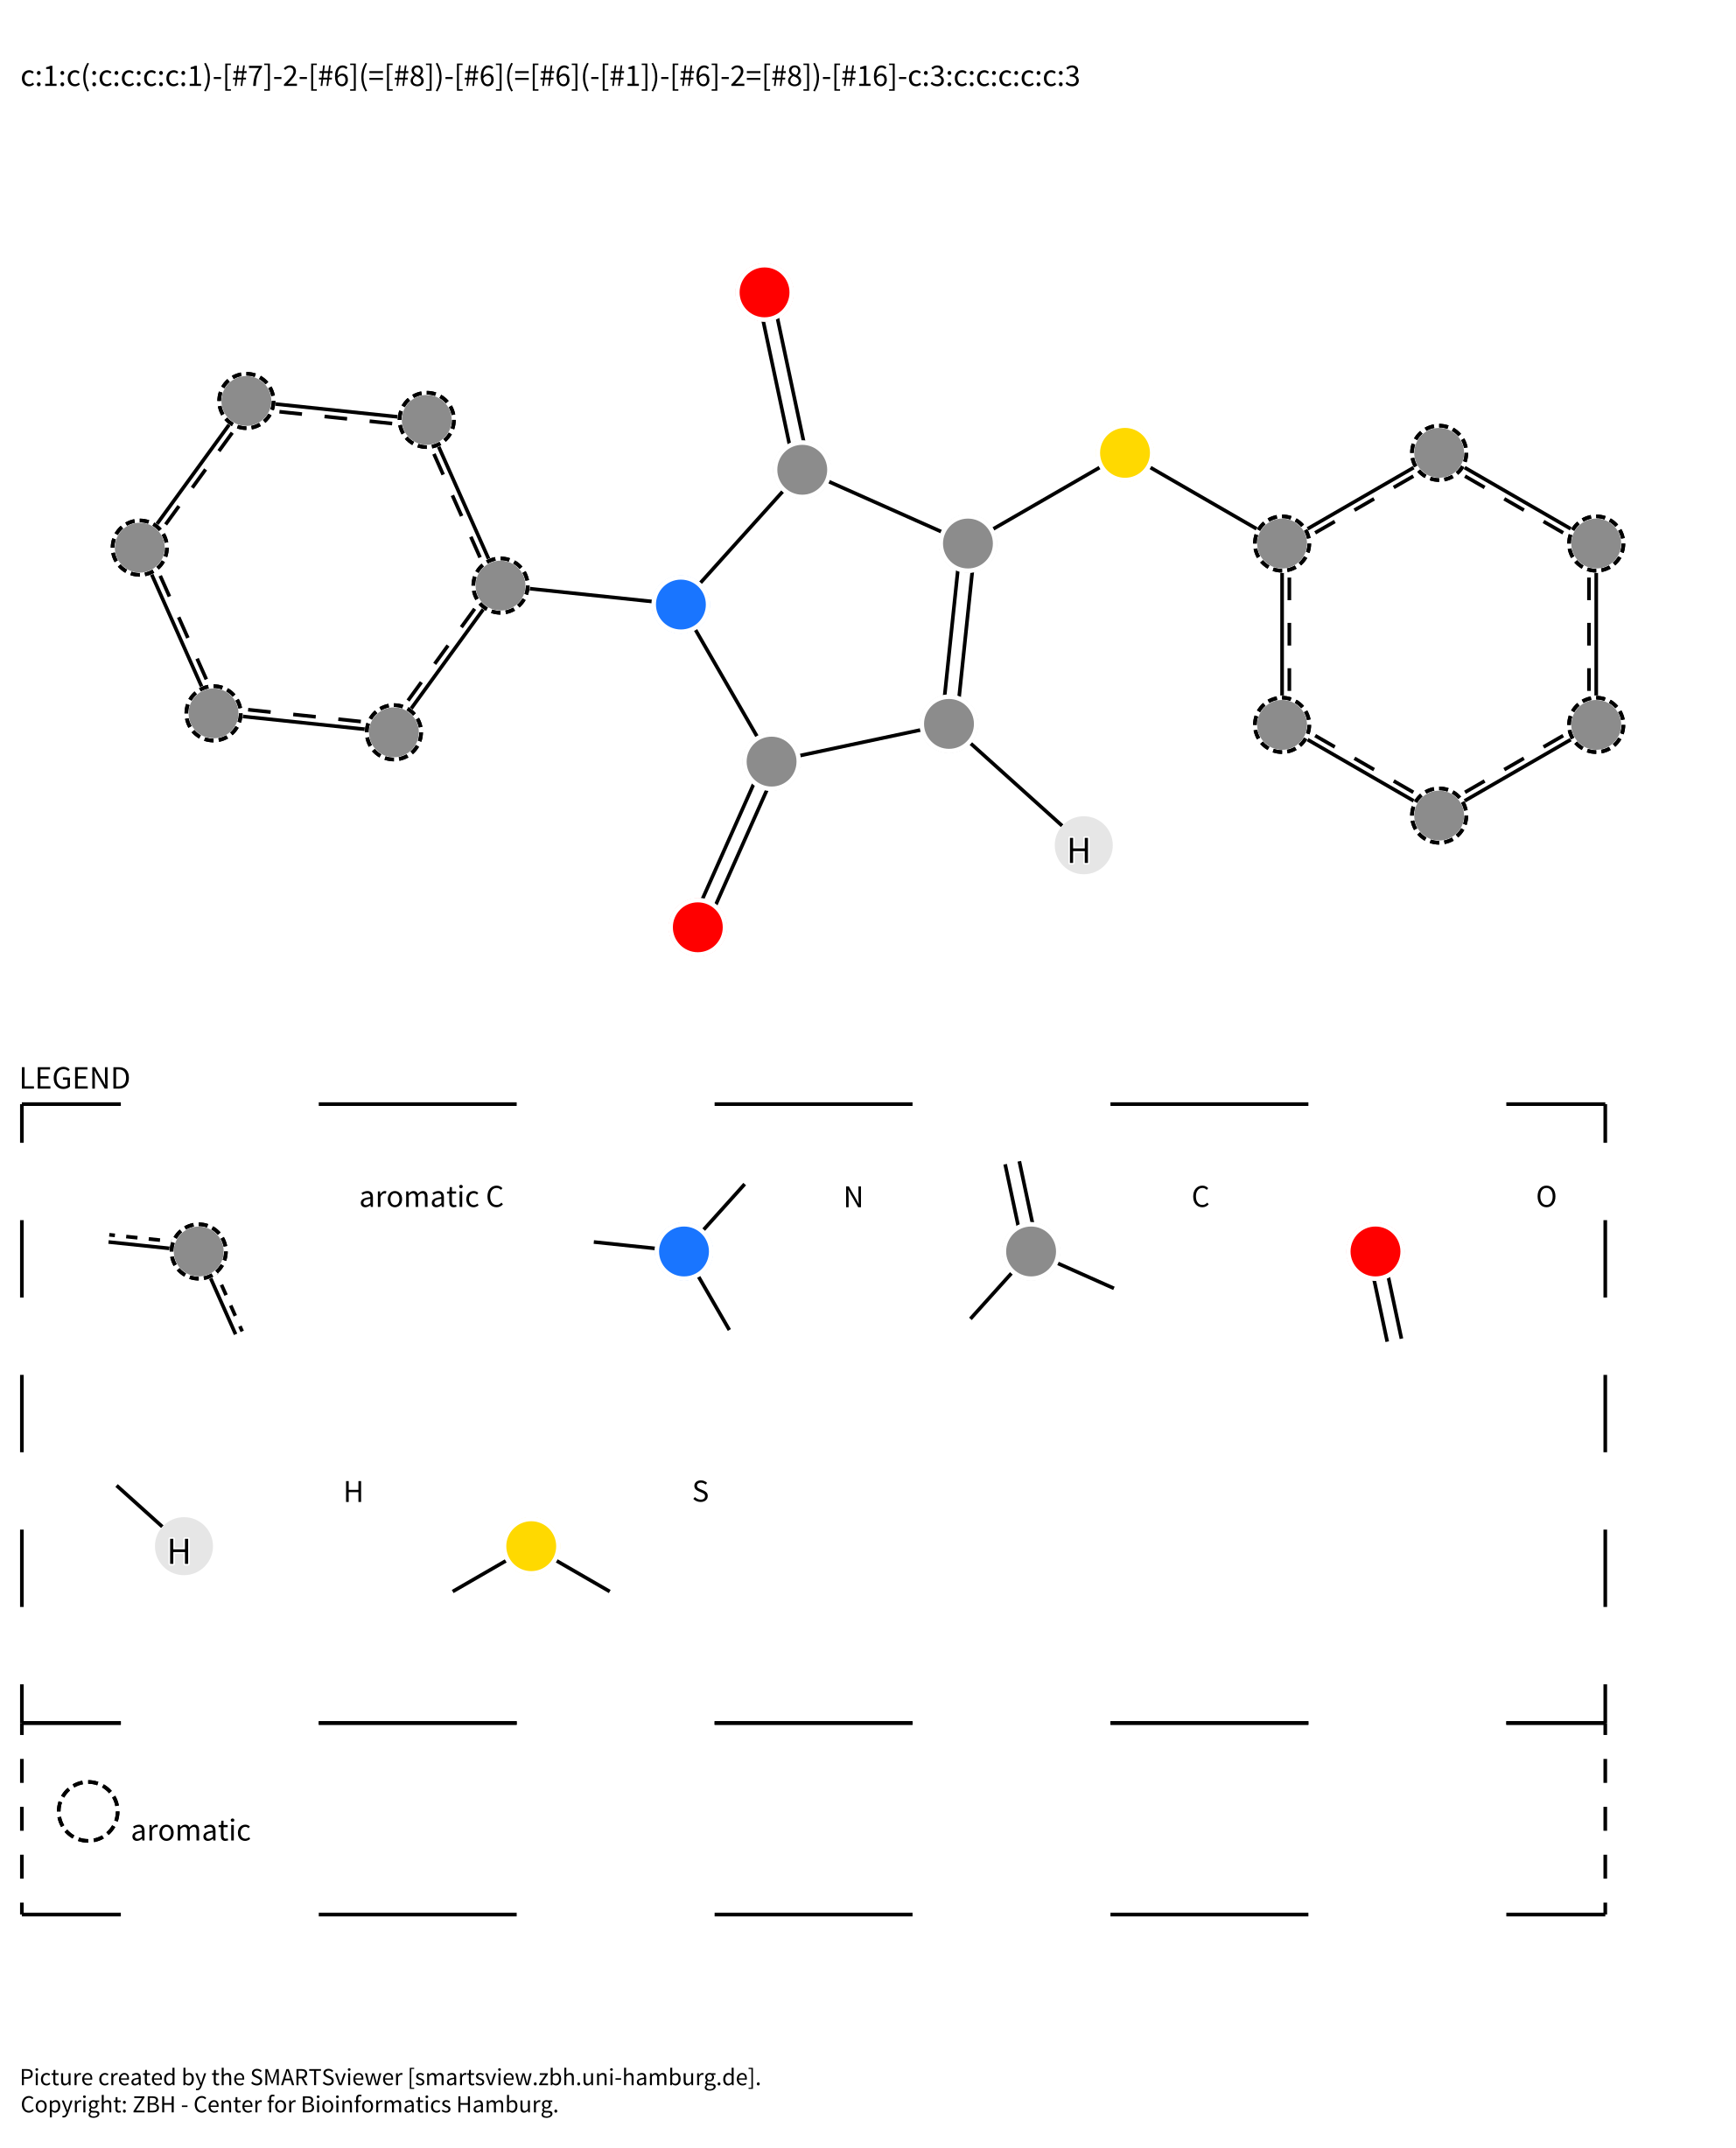 c:1:c(:c:c:c:c:1)-[#7]-2-[#6](=[#8])-[#6](=[#6](-[#1])-[#6]-2=[#8])-[#16]-c:3:c:c:c:c:c:3
H
LEGEND
aromatic C
N
C
O
H
H
S
aromatic
Picture created by the SMARTSviewer [smartsview.zbh.uni-hamburg.de].
Copyright: ZBH - Center for Bioinformatics Hamburg.